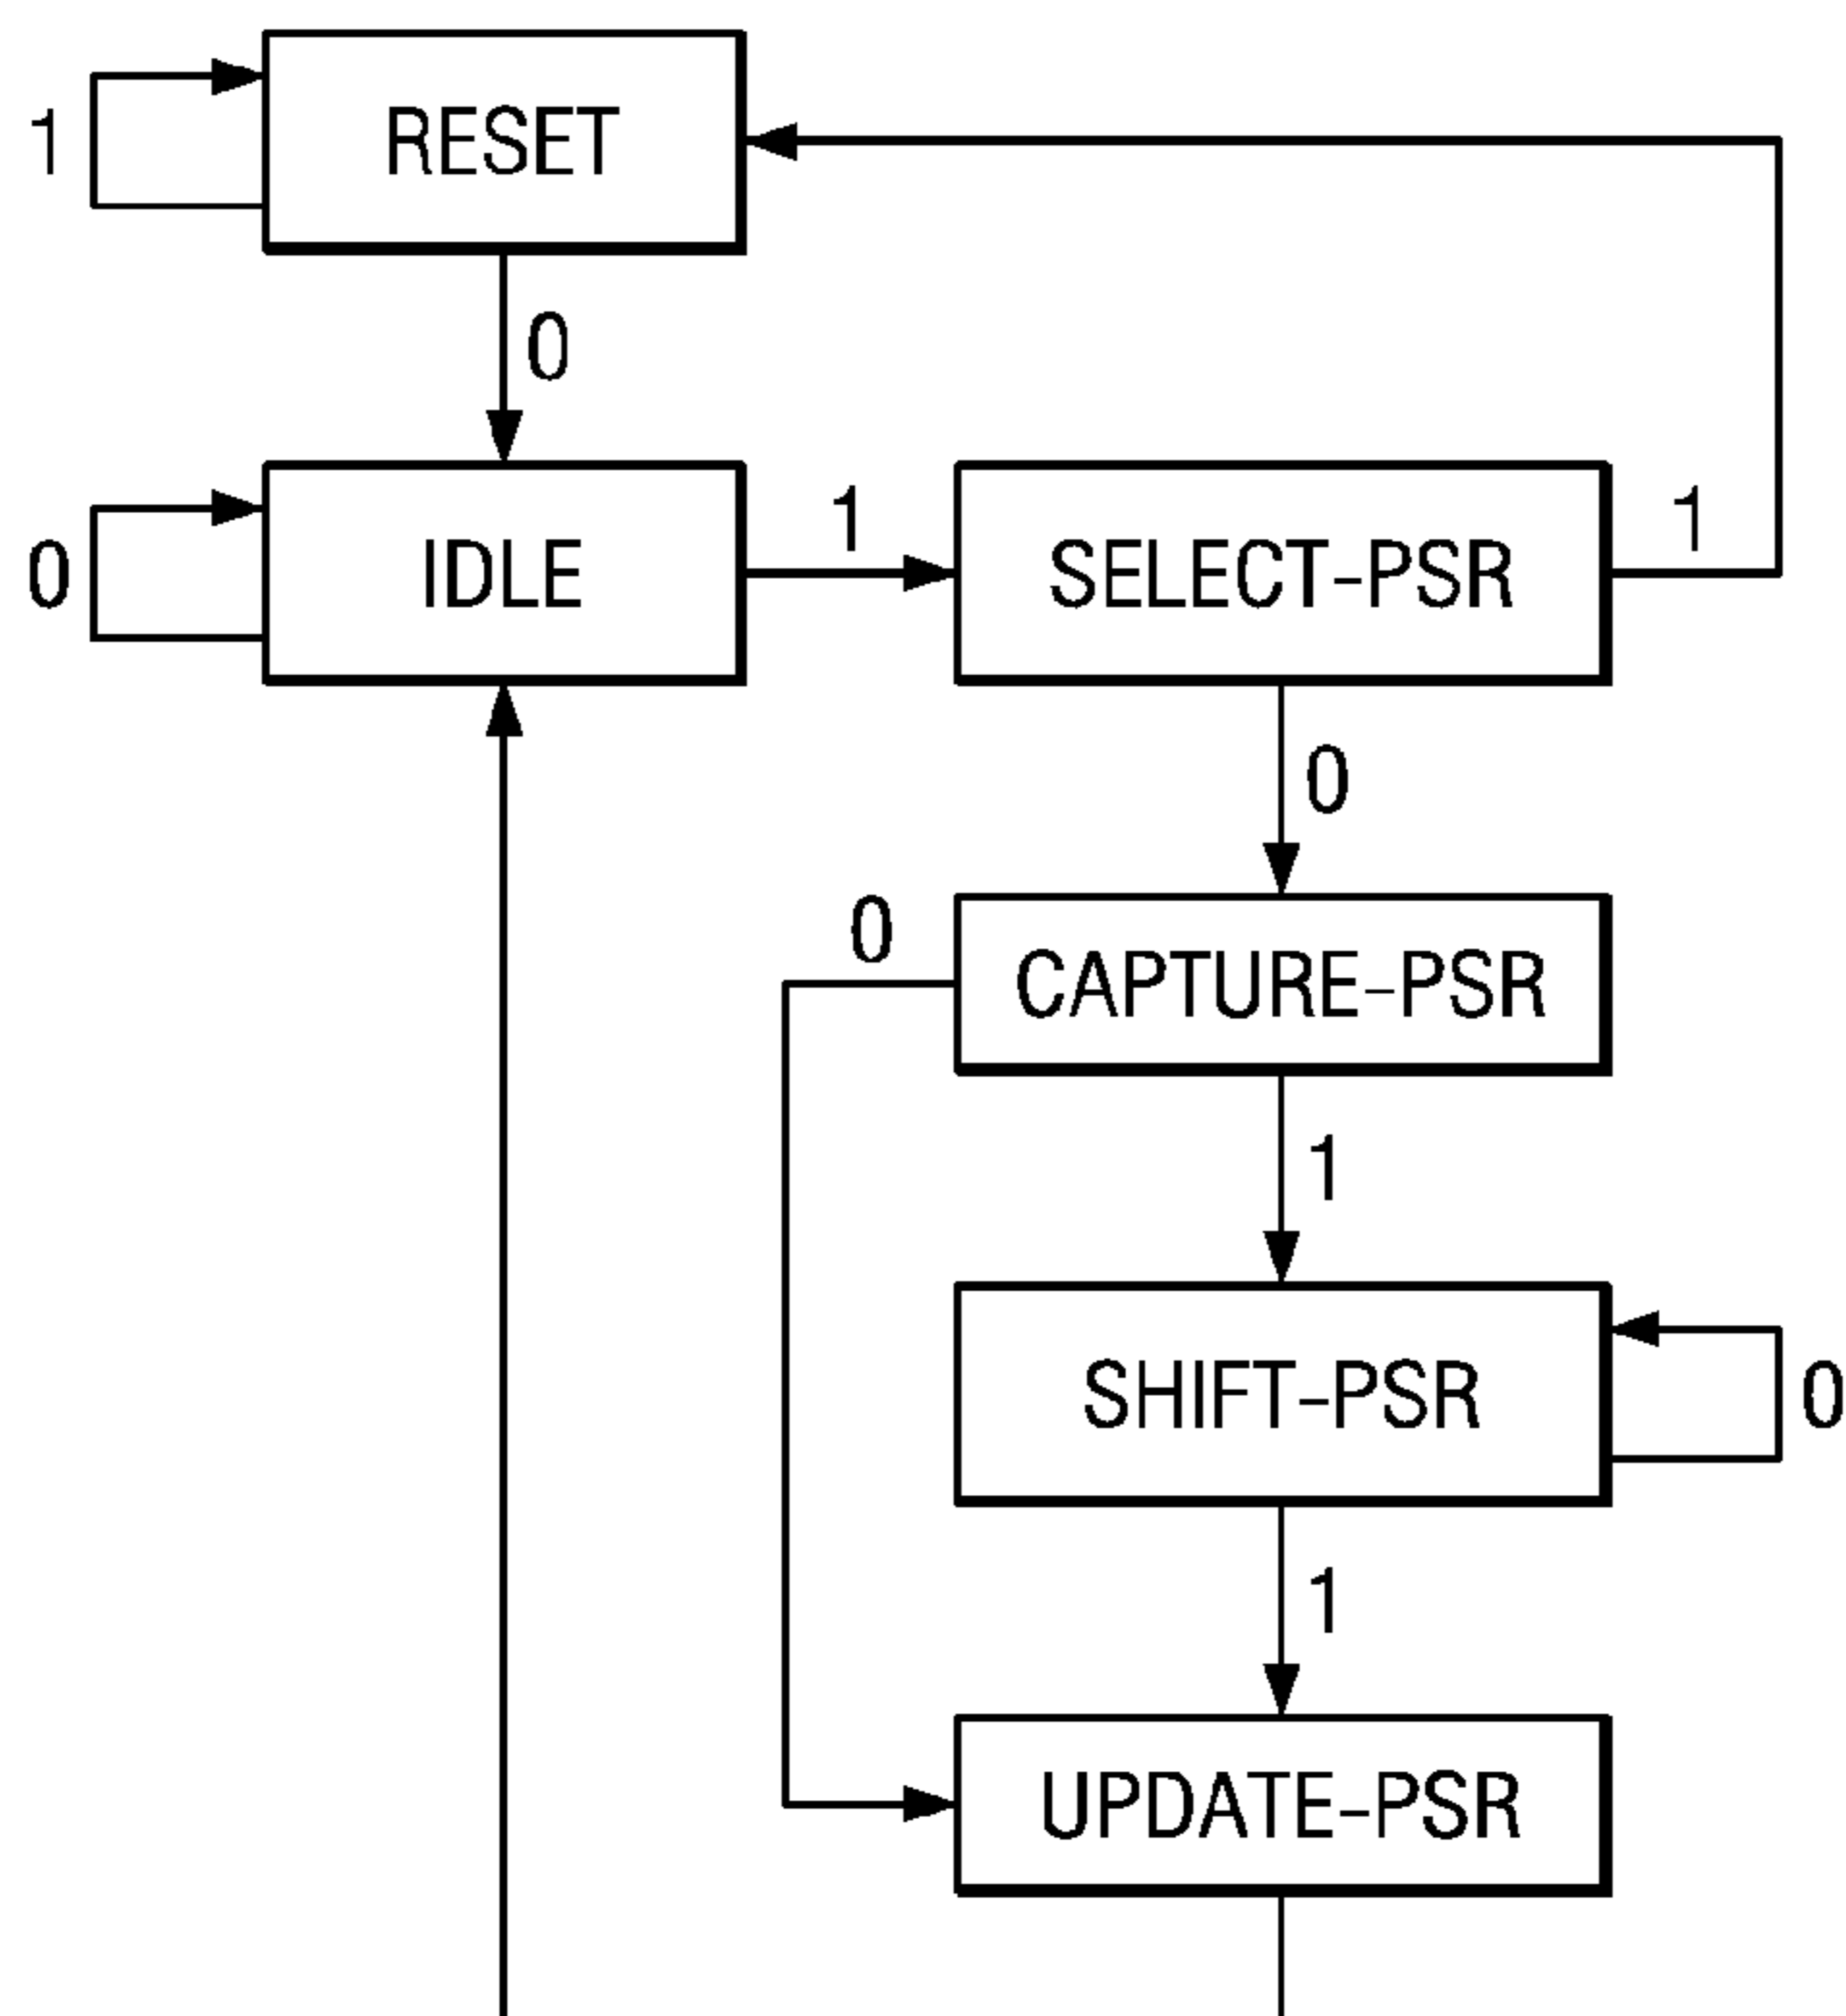 1
RESET
0
0
IDLE
1
SELECT-PSR
1
0
0
CAPTURE-PSR
1
SHIFT-PSR
0
1
UPDATE-PSR